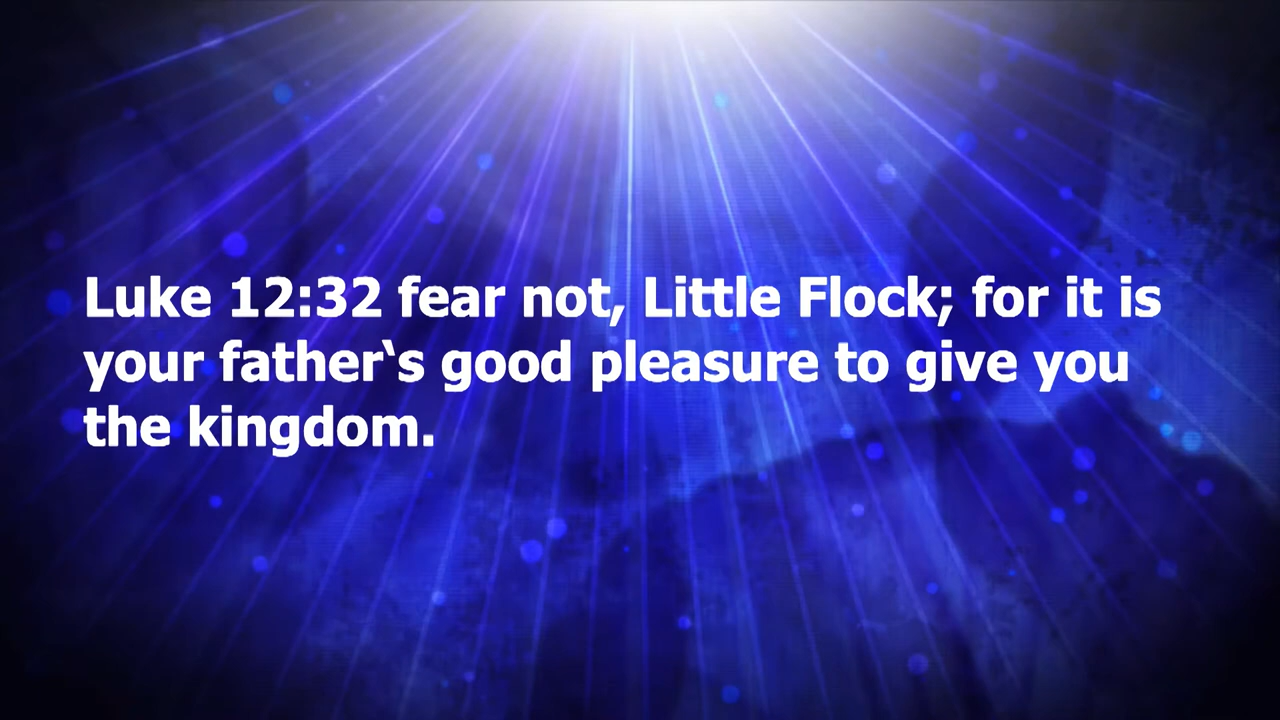 Luke 12:32 fear not, Little Flock; for it is
your father‛s good pleasure to give you
the kingdom.